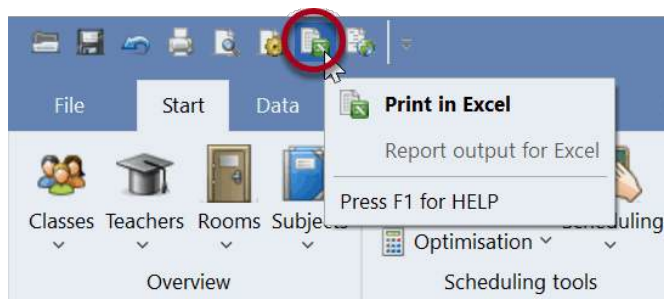 File Start Data
Print in Excel
Report output for Excel
Press F1 for HELP
Classes Teachers Rooms
Optimisation
Overview Scheduling tools